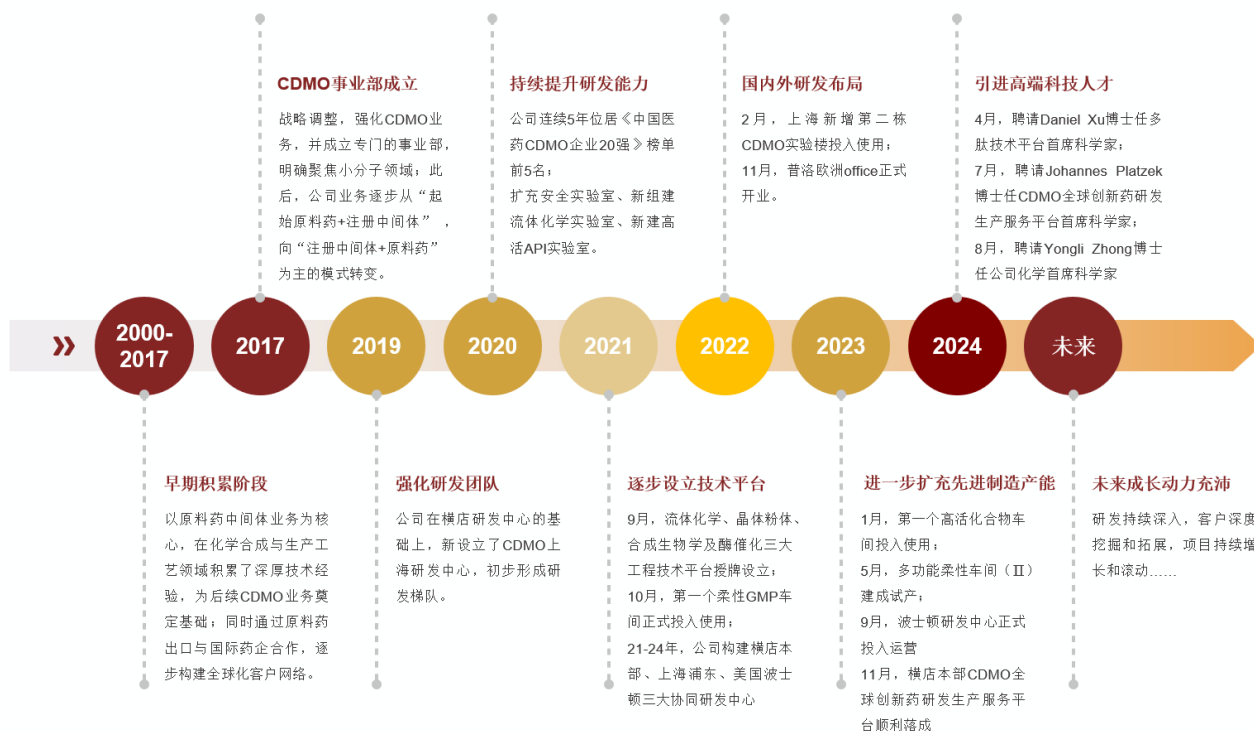 CDMO事业部成立
战略调整，强化CDMO业
务，并成立专门的事业部，
明确聚焦小分子领域；此
后，公司业务逐步从“起
始原料药+注册中间体”，
向“注册中间体+原料药”
为主的模式转变。
持续提升研发能力
公司连续5年位居《中国医
药CDMO企业20强》榜单
前5名；
扩充安全实验室、新组建
流体化学实验室、新建高
活API实验室。
国内外研发布局
2月，上海新增第二栋
CDMO实验楼投入使用；
11月，普洛欧洲office正式
开业。
引进高端科技人才
4月，聘请Daniel Xu博士任多
肽技术平台首席科学家；
7月，聘请Johannes Platzek
博士任CDMO全球创新药研发
生产服务平台首席科学家；
8月，聘请Yongli Zhong博士
任公司化学首席科学家
2000-
2017
2017
2019
2020
2021
2022
2023
2024
未来
早期积累阶段
以原料药中间体业务为核
心，在化学合成与生产工
艺领域积累了深厚技术经
验，为后续CDMO业务奠
定基础；同时通过原料药
出口与国际药企合作，逐
步构建全球化客户网络。
强化研发团队
公司在横店研发中心的基
础上，新设立了CDMO上
海研发中心，初步形成研
发梯队。
逐步设立技术平台
9月，流体化学、晶体粉体、
合成生物学及酶催化三大
工程技术平台授牌设立；
10月，第一个柔性GMP车
间正式投入使用；
21-24年，公司构建横店本
部、上海浦东、美国波士
顿三大协同研发中心
进一步扩充先进制造产能
1月，第一个高活化合物车
间投入使用；
5月，多功能柔性车间（Ⅱ）
建成试产；
9月，波士顿研发中心正式
投入运营
11月，横店本部CDMO全
球创新药研发生产服务平
台顺利落成
未来成长动力充沛
研发持续深入，客户深度
挖掘和拓展，项目持续增
长和滚动……